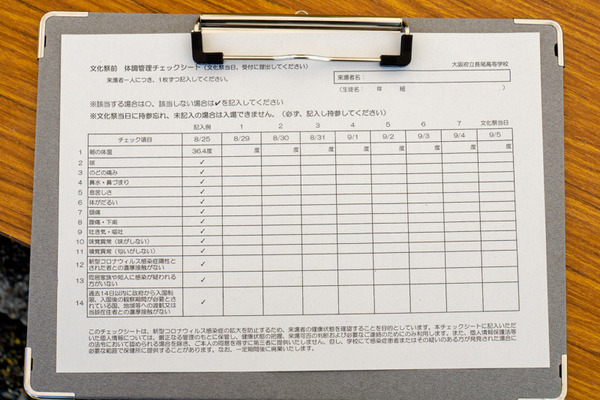 文化祭前　体調管理チェックシート（文化祭当日、受付に提出してください）
大阪府立長尾高等学校
来場者一人につき、1枚ずつ記入してください。
来場者名：
（生徒名：　　年　　組　　　　　　）
※該当する場合は○、該当しない場合は✓を記入してください
※文化祭当日に持参忘れ、未記入の場合は入場できません。（必ず、記入し持参してください）
記入例 1 2 3 4 5 6 7 文化祭当日
チェック項目 8/25 8/29 8/30 8/31 9/1 9/2 9/3 9/4 9/5
1 朝の体温 36.4度 度 度 度 度 度 度 度 度
2 咳 ✓
3 のどの痛み ✓
4 鼻水・鼻づまり ✓
5 息苦しさ ✓
6 体がだるい ✓
7 頭痛 ✓
8 腹痛・下痢 ✓
9 吐き気・嘔吐 ✓
10 味覚異常（味がしない） ✓
11 嗅覚異常（匂いがしない） ✓
12 新型コロナウィルス感染症陽性と
された者との濃厚接触がない ✓
13 同居家族や知人に感染が疑われる
方がいない ✓
過去14日以内に政府から入国制
限、入国後の観察期間が必要とさ
14 れている国、地域等への渡航又は ✓
当該在住者との濃厚接触がない
このチェックシートは、新型コロナウィルス感染症の拡大を防止するため、来場者の健康状態を確認することを目的としています。本チェックシートに記入いただ
いた個人情報については、厳正なる管理のもとに保管し、健康状態の把握、来場可否の判断および必要なご連絡のためにのみ利用します。また、個人情報保護法等
の法令において認められる場合を除き、ご本人の同意を得ずに第三者に提供いたしません。但し、学校にて感染症患者またはその疑いのある方が発見された場合に
必要な範囲で保健所に提供することがあります。なお、一定期間後に廃棄いたします。